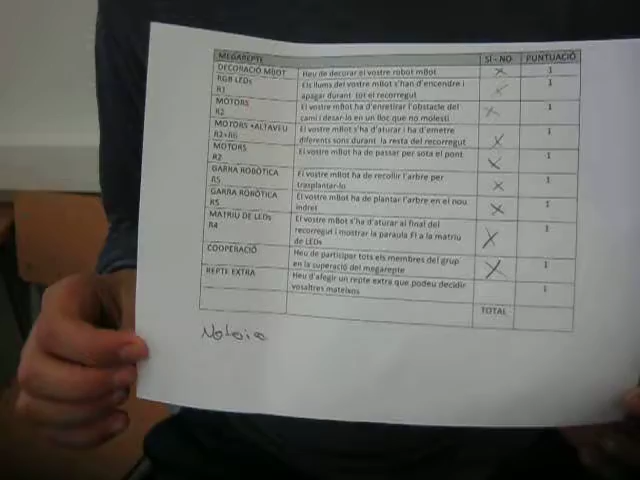 MEGAREPTE SI - NO PUNTUACIÓ
DECORACIÓ MBOT Heu de decorar el vostre robot mBot X 1
RGB LEDs Els llums del vostre mBot s'han d'encendre i X 1
R1 apagar durant tot el recorregut
MOTORS El vostre mBot ha d'enretirar l'obstacle del X 1
R2 camí i desar-lo en un lloc que no molesti
MOTORS +ALTAVEU El vostre mBot s'ha d'aturar i ha d'emetre X 1
R2+R6 diferents sons durant la resta del recorregut
MOTORS El vostre mBot ha de passar per sota el pont X 1
R2
GARRA ROBÒTICA El vostre mBot ha de recollir l'arbre per X 1
R5 trasplantar-lo
GARRA ROBÒTICA El vostre mBot ha de plantar l'arbre en el nou X 1
R5 indret
MATRIU DE LEDs El vostre mBot s'ha d'aturar al final del X 1
R4 recorregut i mostrar la paraula FI a la matriu
de LEDs
COOPERACIÓ Heu de participar tots els membres del grup X 1
en la superació del megarepte
REPTE EXTRA Heu d'afegir un repte extra que podeu decidir 1
vosaltres mateixos
TOTAL